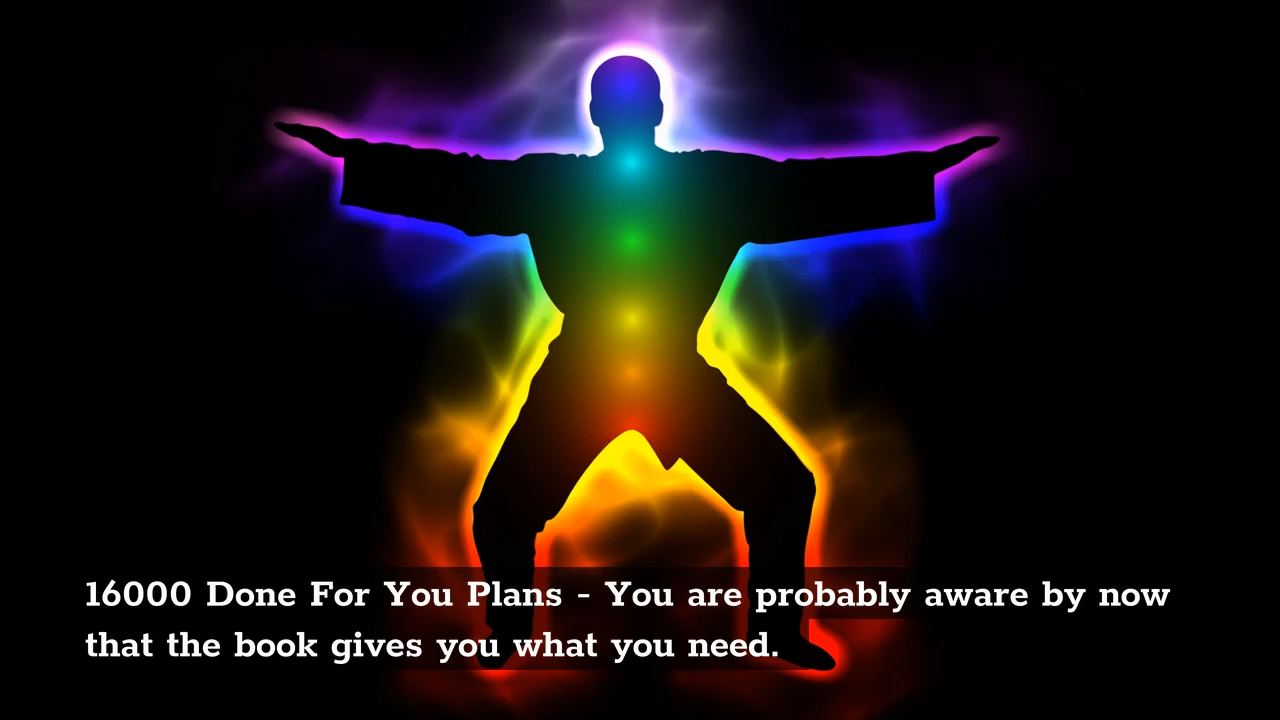 16000 Done For You Plans - You are probably aware by now
that the book gives you what you need.